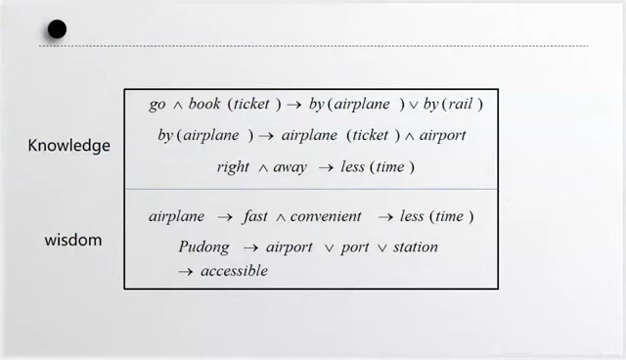 go ∧ book (ticket ) → by (airplane ) ∨ by (rail )
Knowledge
by (airplane ) → airplane (ticket ) ∧ airport
right ∧ away → less (time )
airplane → fast ∧ convenient → less (time )
wisdom
Pudong → airport ∨ port ∨ station
→ accessible